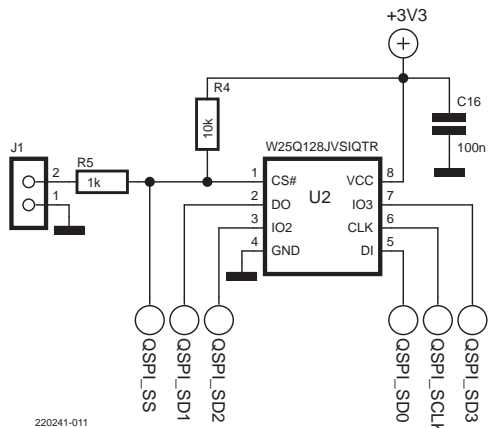 +3V3
R4
10k
C16
100n
J1
2
1
R5
1k
W25Q128JVSIQTR
U2
1 CS#
2 DO
3 IO2
4 GND
VCC 8
IO3 7
CLK 6
DI 5
QSPI_SS
QSPI_SD1
QSPI_SD2
QSPI_SD0
QSPI_SCLK
QSPI_SD3
220241-011